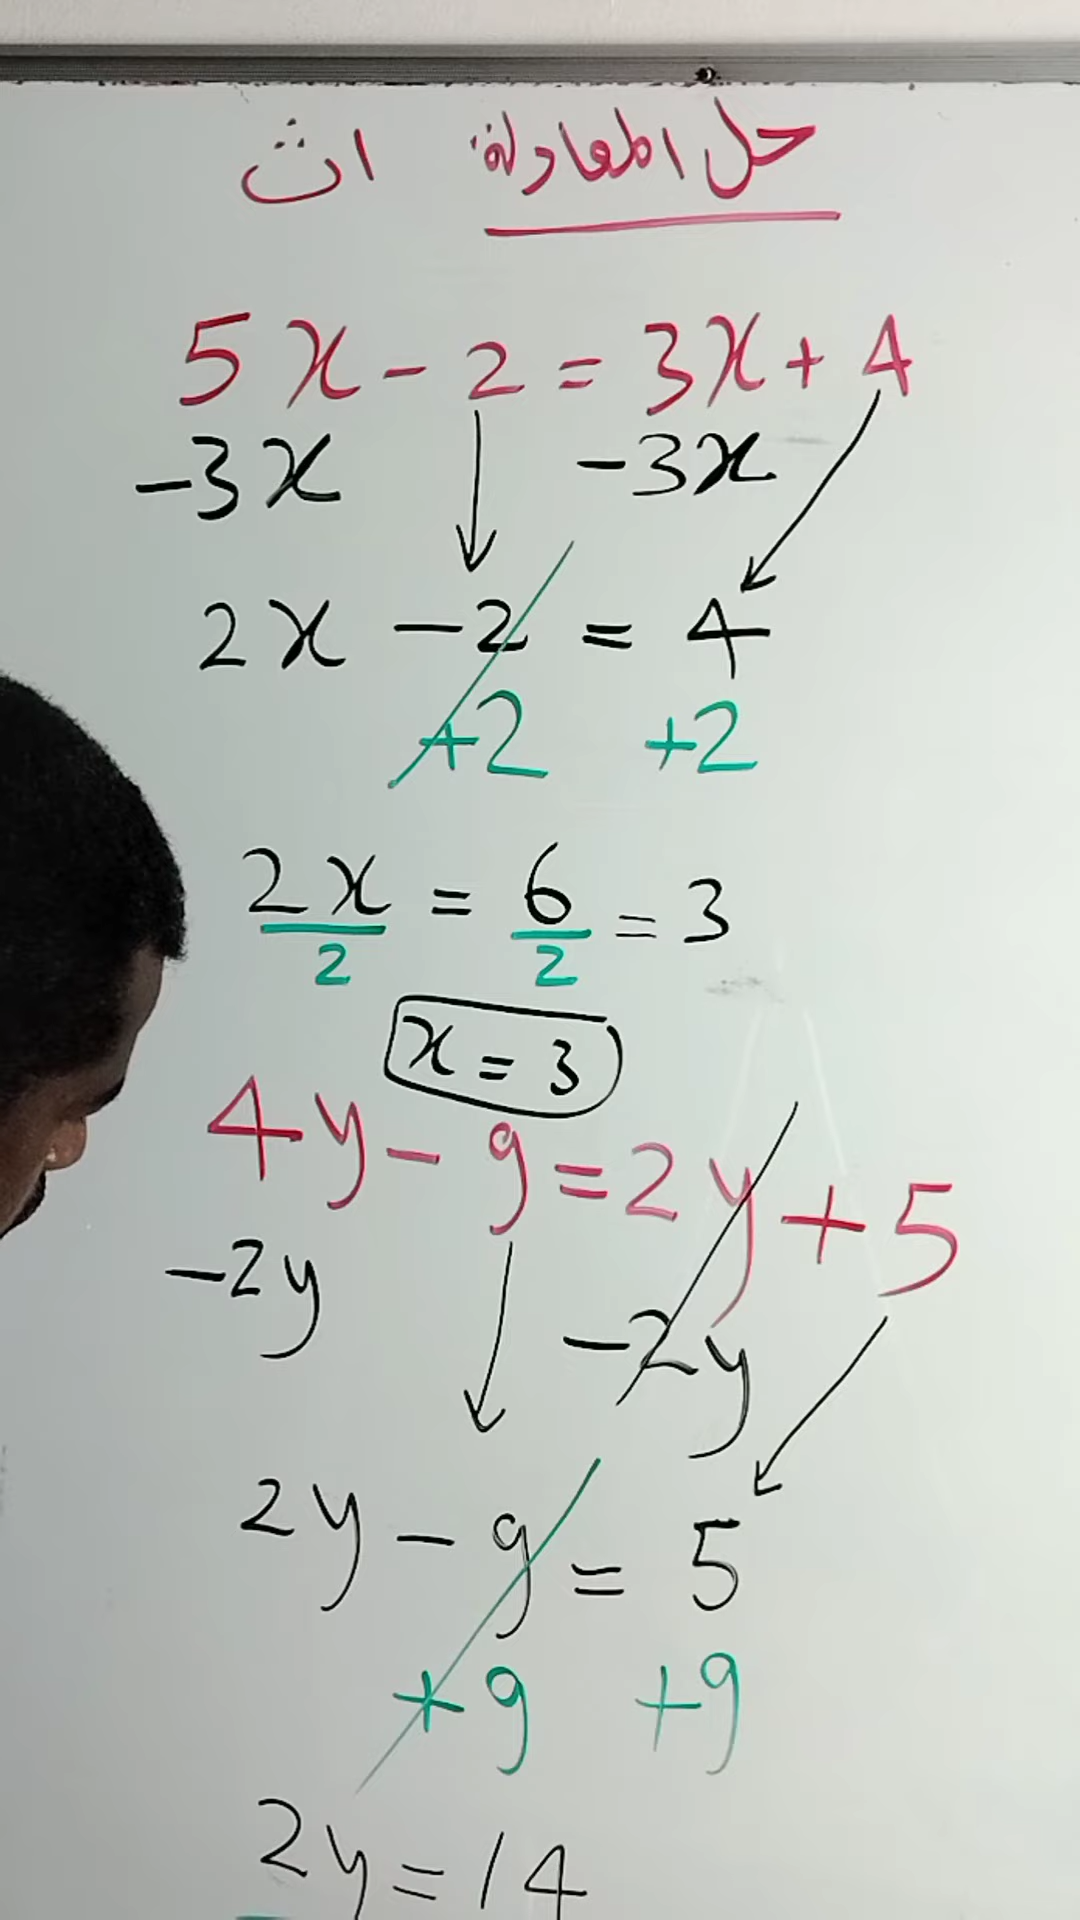 حل المعادلة اث
5x - 2 = 3x + 4
-3x -3x
2x - 2 = 4
+2 +2
2x/2 = 6/2 = 3
x = 3
4y - 9 = 2y + 5
-2y -2y
2y - 9 = 5
+9 +9
2y = 14